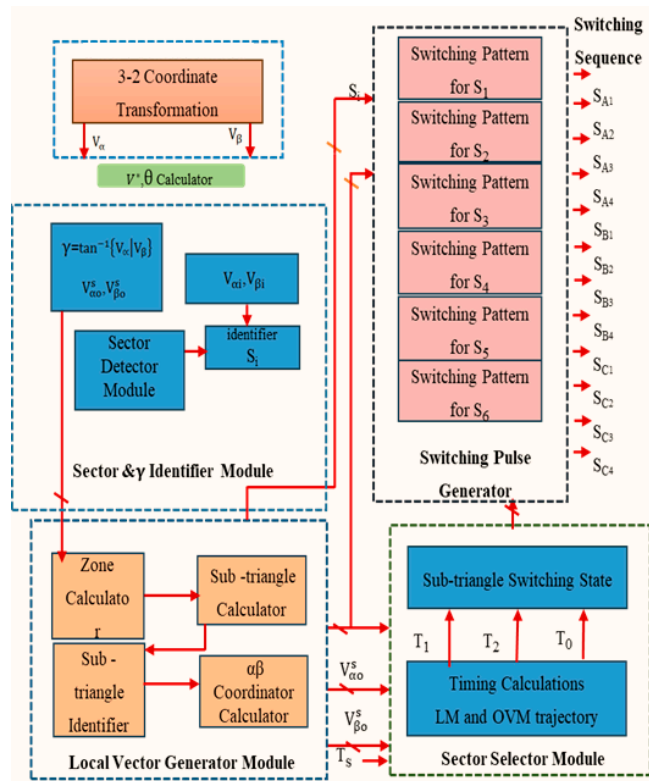 3-2 Coordinate
Transformation
Vα
Vβ
V*,θ Calculator
γ=tan⁻¹{Vα|Vβ}
Vˢαo,Vˢβo
Vαi,Vβi
Sector
Detector
Module
identifier
Si
Sector &γ Identifier Module
Zone
Calculato
r
Sub -triangle
Calculator
Sub -
triangle
Identifier
αβ
Coordinator
Calculator
Local Vector Generator Module
Si
Switching Pattern
for S1
Switching Pattern
for S2
Switching Pattern
for S3
Switching Pattern
for S4
Switching Pattern
for S5
Switching Pattern
for S6
Switching Pulse
Generator
Switching
Sequence
SA1
SA2
SA3
SA4
SB1
SB2
SB3
SB4
SC1
SC2
SC3
SC4
Vˢαo
Vˢβo
Ts
Sub-triangle Switching State
T1 T2 T0
Timing Calculations
LM and OVM trajectory
Sector Selector Module